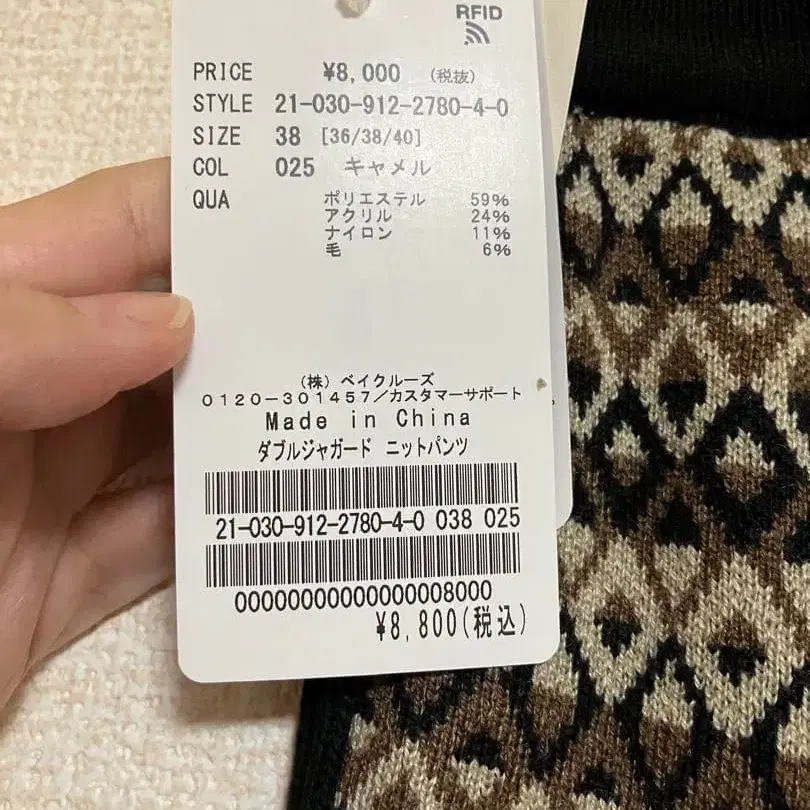 RFID
PRICE ¥8,000 (税抜)
STYLE 21-030-912-2780-4-0
SIZE 38 [36/38/40]
COL 025 キャメル
QUA ポリエステル 59%
アクリル 24%
ナイロン 11%
毛 6%
(株) ベイクルーズ
0120-301457/カスタマーサポート
Made in China
ダブルジャガード ニットパンツ
21-030-912-2780-4-0 038 025
000000000000000008000
¥8,800(税込)